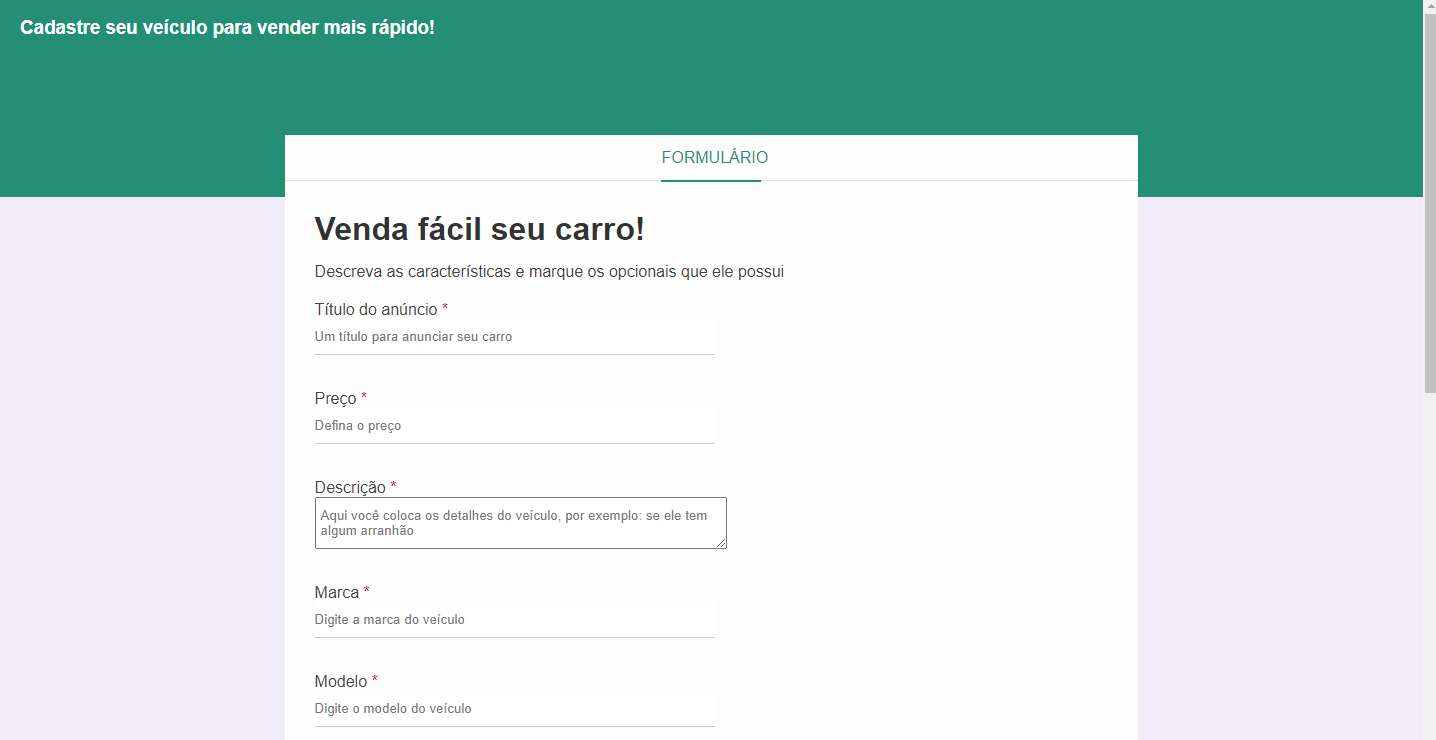 Cadastre seu veículo para vender mais rápido!
FORMULÁRIO
Venda fácil seu carro!
Descreva as características e marque os opcionais que ele possui
Título do anúncio *
Um título para anunciar seu carro
Preço *
Defina o preço
Descrição *
Aqui você coloca os detalhes do veículo, por exemplo: se ele tem
algum arranhão
Marca *
Digite a marca do veículo
Modelo *
Digite o modelo do veículo